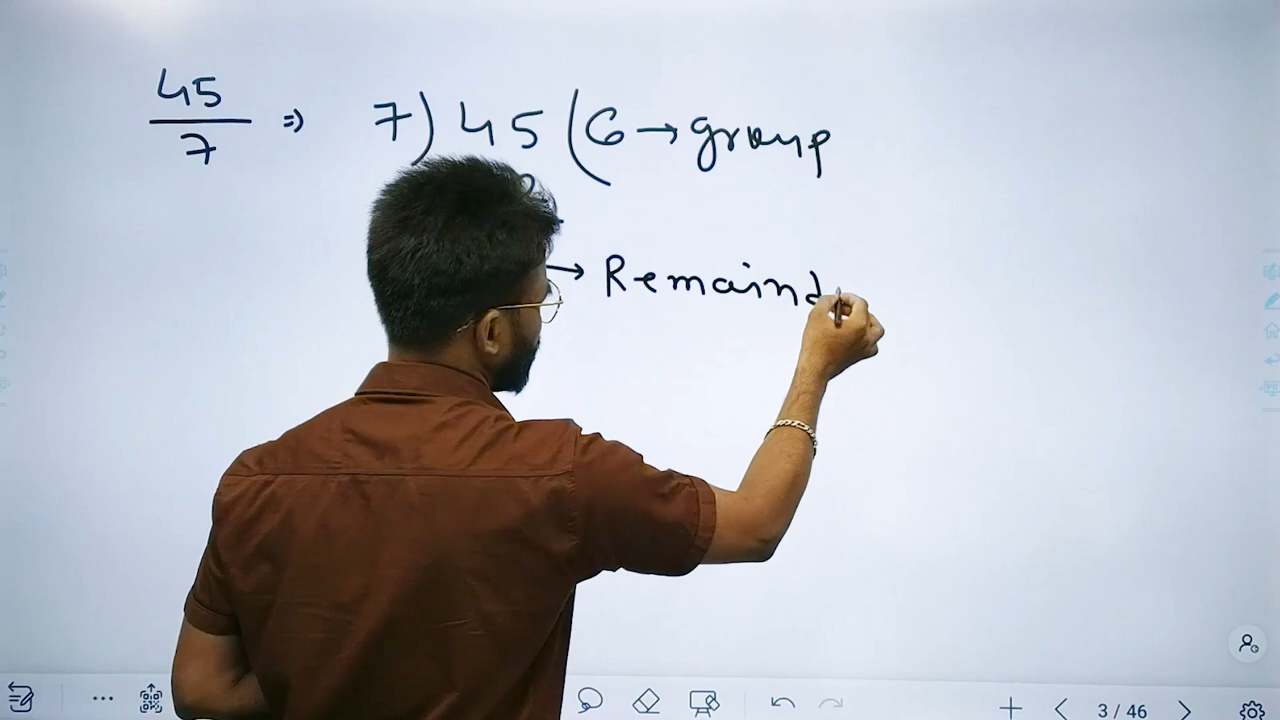 45
7 => 7) 45 (6 → group
→ Remaind
3 / 46